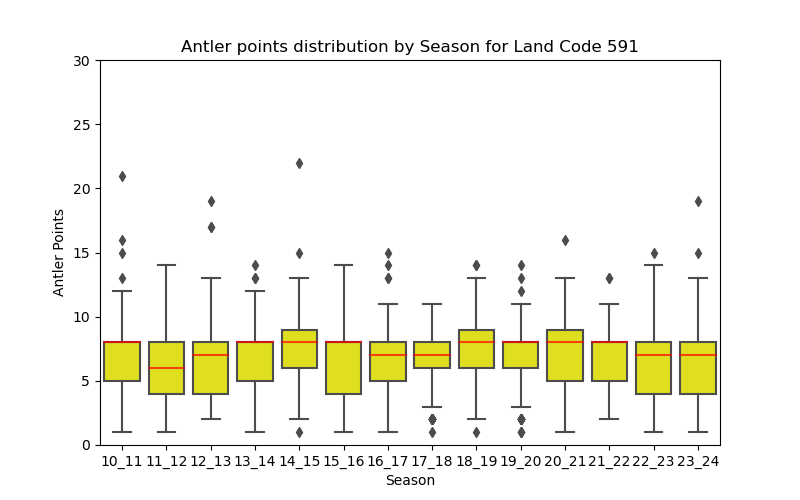 Antler points distribution by Season for Land Code 591
30
25
20
15
10
5
0
Antler Points
10_11 11_12 12_13 13_14 14_15 15_16 16_17 17_18 18_19 19_20 20_21 21_22 22_23 23_24
Season